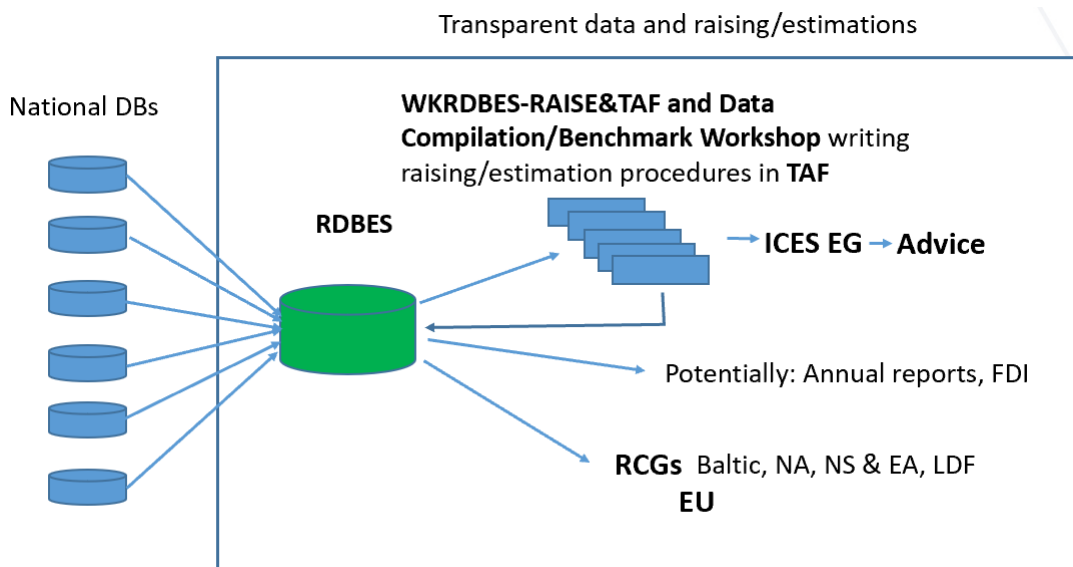 Transparent data and raising/estimations
National DBs
WKRDBES-RAISE&TAF and Data
Compilation/Benchmark Workshop writing
raising/estimation procedures in TAF
RDBES
ICES EG
Advice
Potentially: Annual reports, FDI
RCGs Baltic, NA, NS & EA, LDF
EU